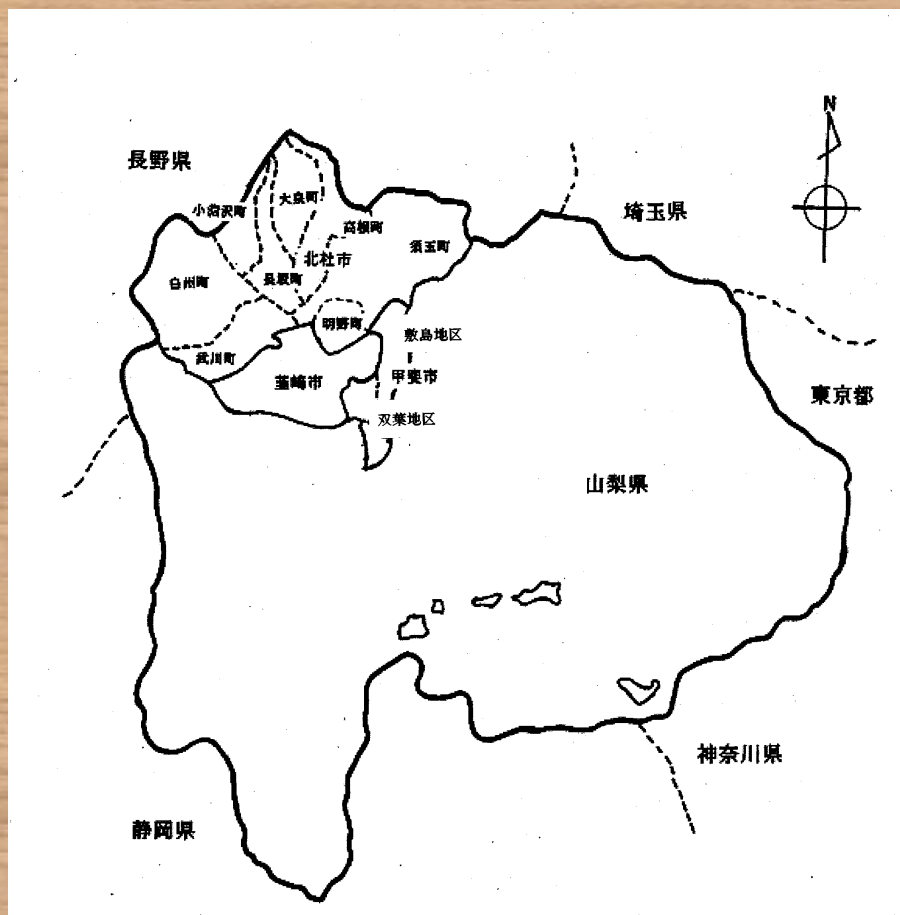 N
長野県
埼玉県
小淵沢町
大泉町
高根町
須玉町
北杜市
長坂町
白州町
明野町
敷島地区
武川町
韮崎市
甲斐市
東京都
双葉地区
山梨県
神奈川県
静岡県